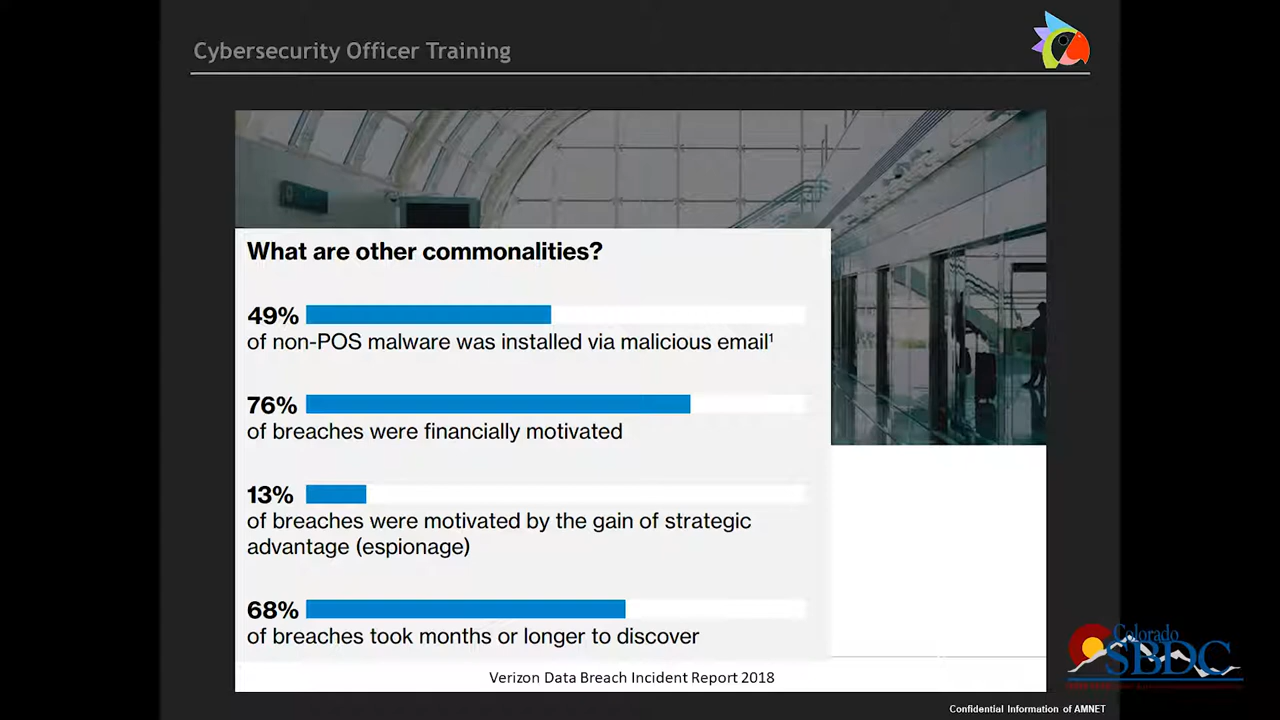 Cybersecurity Officer Training
What are other commonalities?
49%
of non-POS malware was installed via malicious email¹
76%
of breaches were financially motivated
13%
of breaches were motivated by the gain of strategic
advantage (espionage)
68%
of breaches took months or longer to discover
Verizon Data Breach Incident Report 2018
Colorado
SBDC
Confidential Information of AMNET